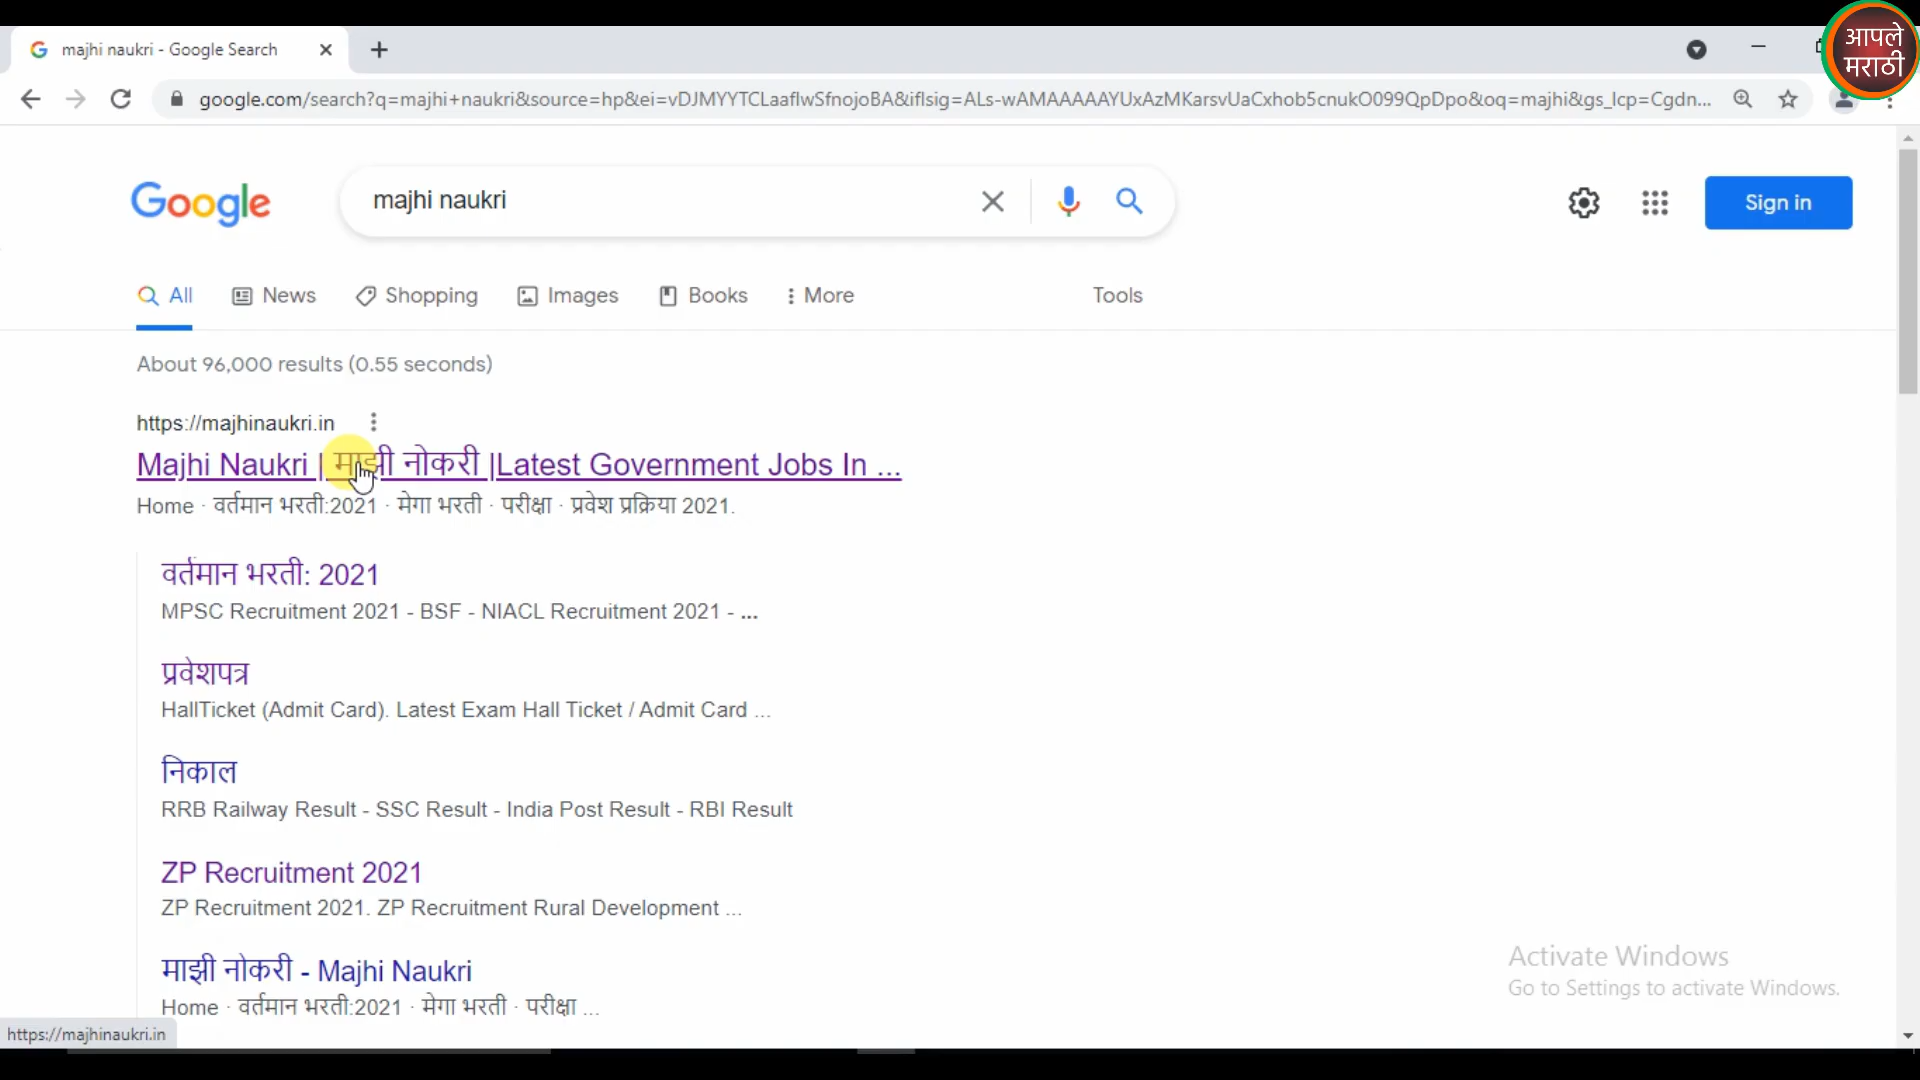 majhi naukri - Google Search
आपले
मराठी
google.com/search?q=majhi+naukri&source=hp&ei=vDJMYYTCLaaflwSfnojoBA&iflsig=ALs-wAMAAAAAYUxAzMKarsvUaCxhob5cnukO099QpDpo&oq=majhi&gs_lcp=Cgdn...
Google
majhi naukri
Sign in
All
News
Shopping
Images
Books
More
Tools
About 96,000 results (0.55 seconds)
https://majhinaukri.in
Majhi Naukri | माझी नोकरी |Latest Government Jobs In ...
Home · वर्तमान भरती:2021 · मेगा भरती · परीक्षा · प्रवेश प्रक्रिया 2021.
वर्तमान भरती: 2021
MPSC Recruitment 2021 - BSF - NIACL Recruitment 2021 - ...
प्रवेशपत्र
HallTicket (Admit Card). Latest Exam Hall Ticket / Admit Card ...
निकाल
RRB Railway Result - SSC Result - India Post Result - RBI Result
ZP Recruitment 2021
ZP Recruitment 2021. ZP Recruitment Rural Development ...
माझी नोकरी - Majhi Naukri
Home · वर्तमान भरती:2021 · मेगा भरती · परीक्षा ...
Activate Windows
Go to Settings to activate Windows.
https://majhinaukri.in